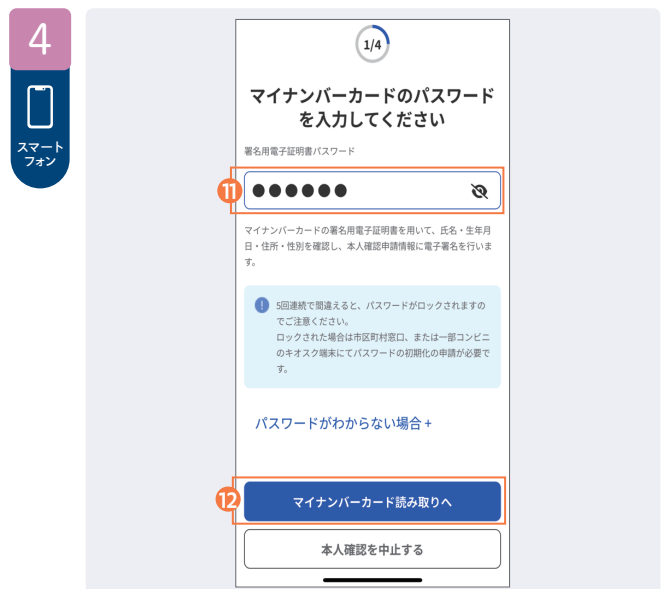 4
スマート
フォン
1/4
マイナンバーカードのパスワード
を入力してください
署名用電子証明書パスワード
11
●●●●●●
マイナンバーカードの署名用電子証明書を用いて、氏名・生年月
日・住所・性別を確認し、本人確認申請情報に電子署名を行いま
す。
! 5回連続で間違えると、パスワードがロックされますの
でご注意ください。
ロックされた場合は市区町村窓口、または一部コンビニ
のキオスク端末にてパスワードの初期化の申請が必要で
す。
パスワードがわからない場合 +
12
マイナンバーカード読み取りへ
本人確認を中止する